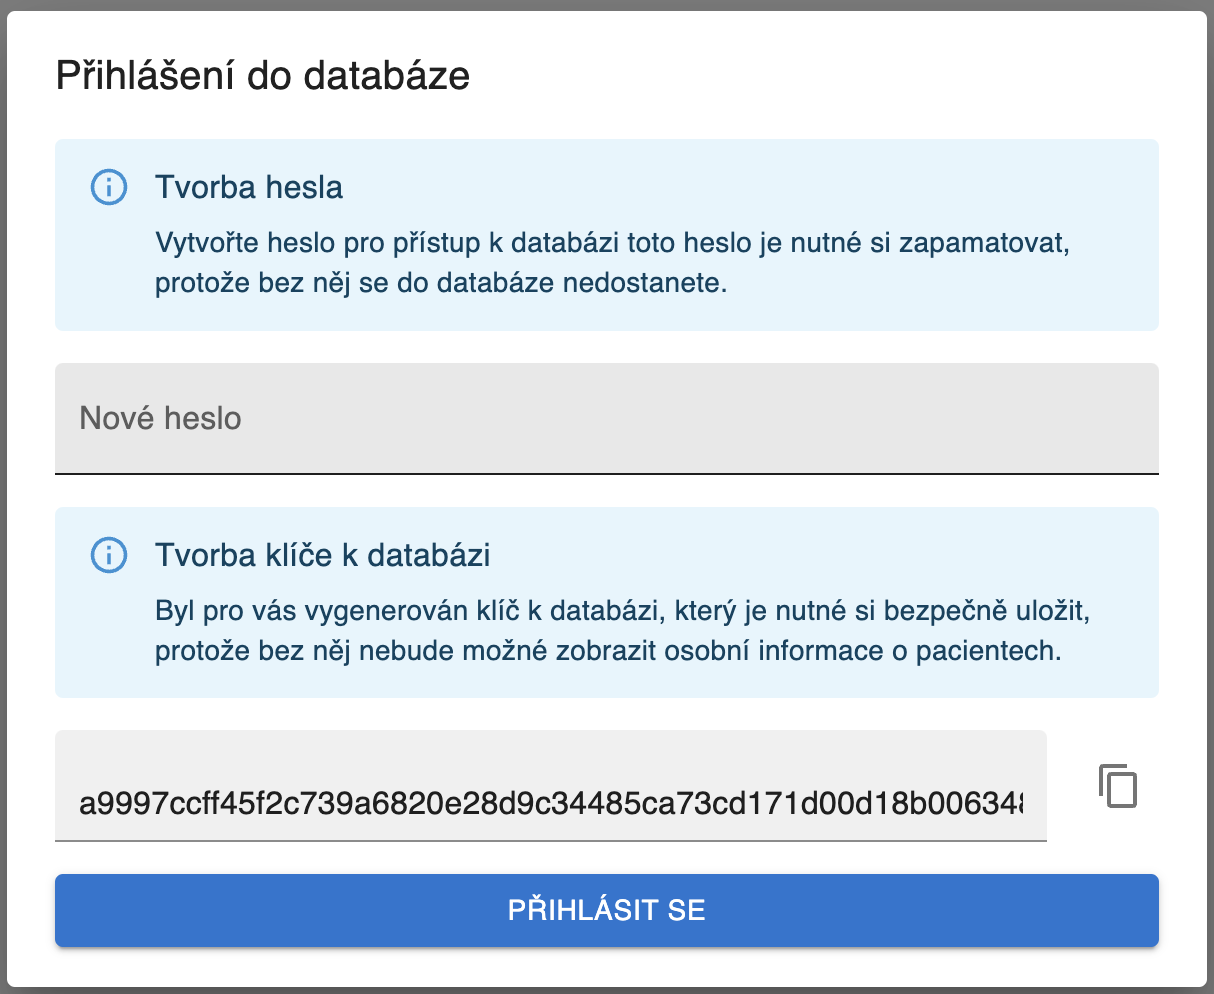 Přihlášení do databáze
Tvorba hesla
Vytvořte heslo pro přístup k databázi toto heslo je nutné si zapamatovat,
protože bez něj se do databáze nedostanete.
Nové heslo
Tvorba klíče k databázi
Byl pro vás vygenerován klíč k databázi, který je nutné si bezpečně uložit,
protože bez něj nebude možné zobrazit osobní informace o pacientech.
a9997ccff45f2c739a6820e28d9c34485ca73cd171d00d18b006348
PŘIHLÁSIT SE